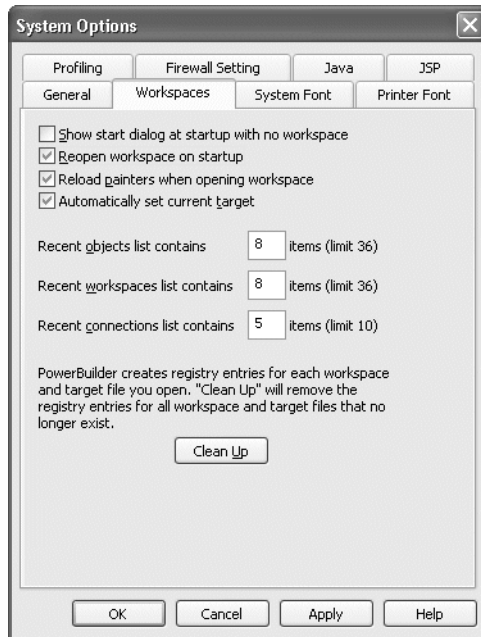 System Options
Profiling Firewall Setting Java JSP
General Workspaces System Font Printer Font
Show start dialog at startup with no workspace
Reopen workspace on startup
Reload painters when opening workspace
Automatically set current target
Recent objects list contains 8 items (limit 36)
Recent workspaces list contains 8 items (limit 36)
Recent connections list contains 5 items (limit 10)
PowerBuilder creates registry entries for each workspace
and target file you open. "Clean Up" will remove the
registry entries for all workspace and target files that no
longer exist.
Clean Up
OK Cancel Apply Help